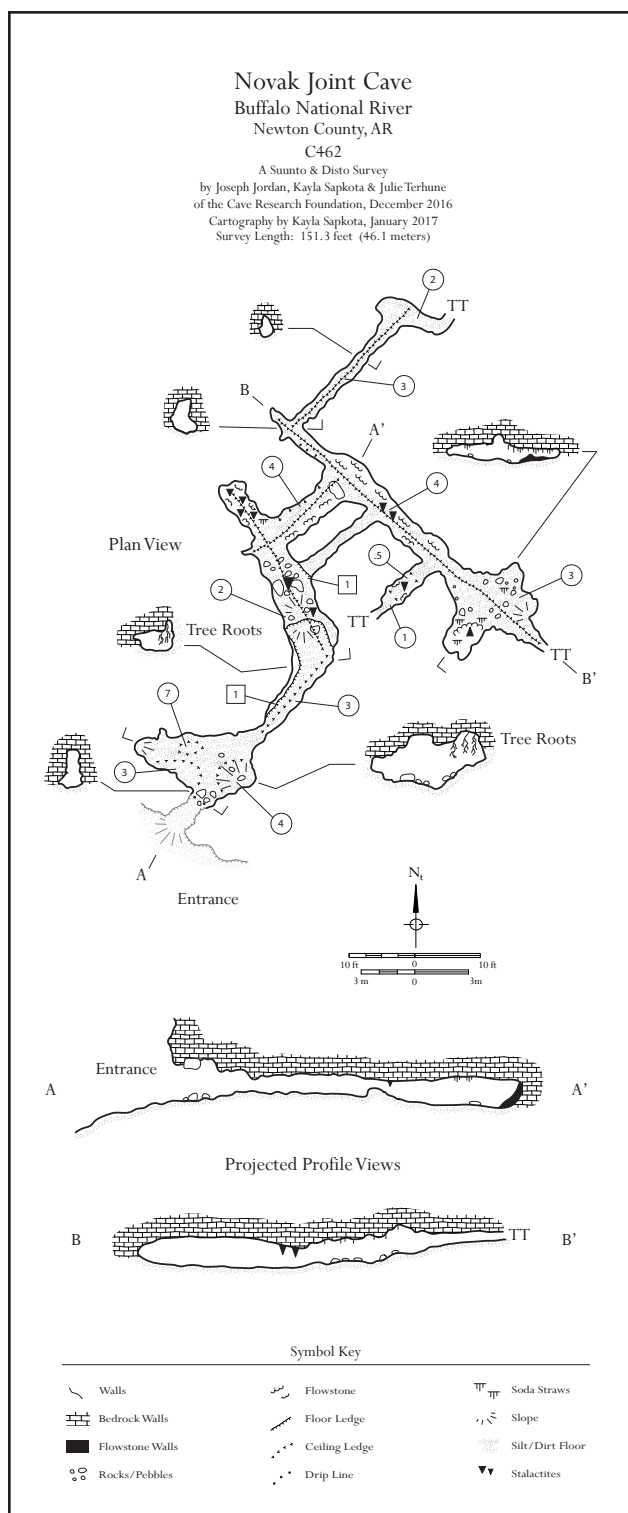 Novak Joint Cave
Buffalo National River
Newton County, AR
C462
A Suunto & Disto Survey
by Joseph Jordan, Kayla Sapkota & Julie Terhune
of the Cave Research Foundation, December 2016
Cartography by Kayla Sapkota, January 2017
Survey Length: 151.3 feet (46.1 meters)
2
TT
3
B
A'
4
4
Plan View
.5
3
2
1
TT
1
TT
B'
Tree Roots
1
3
7
Tree Roots
3
4
A
Entrance
Nt
10 ft 0 10 ft
3 m 0 3m
Entrance
A A'
Projected Profile Views
B TT B'
Symbol Key
Walls Flowstone Soda Straws
Bedrock Walls Floor Ledge Slope
Flowstone Walls Ceiling Ledge Silt/Dirt Floor
Rocks/Pebbles Drip Line Stalactites